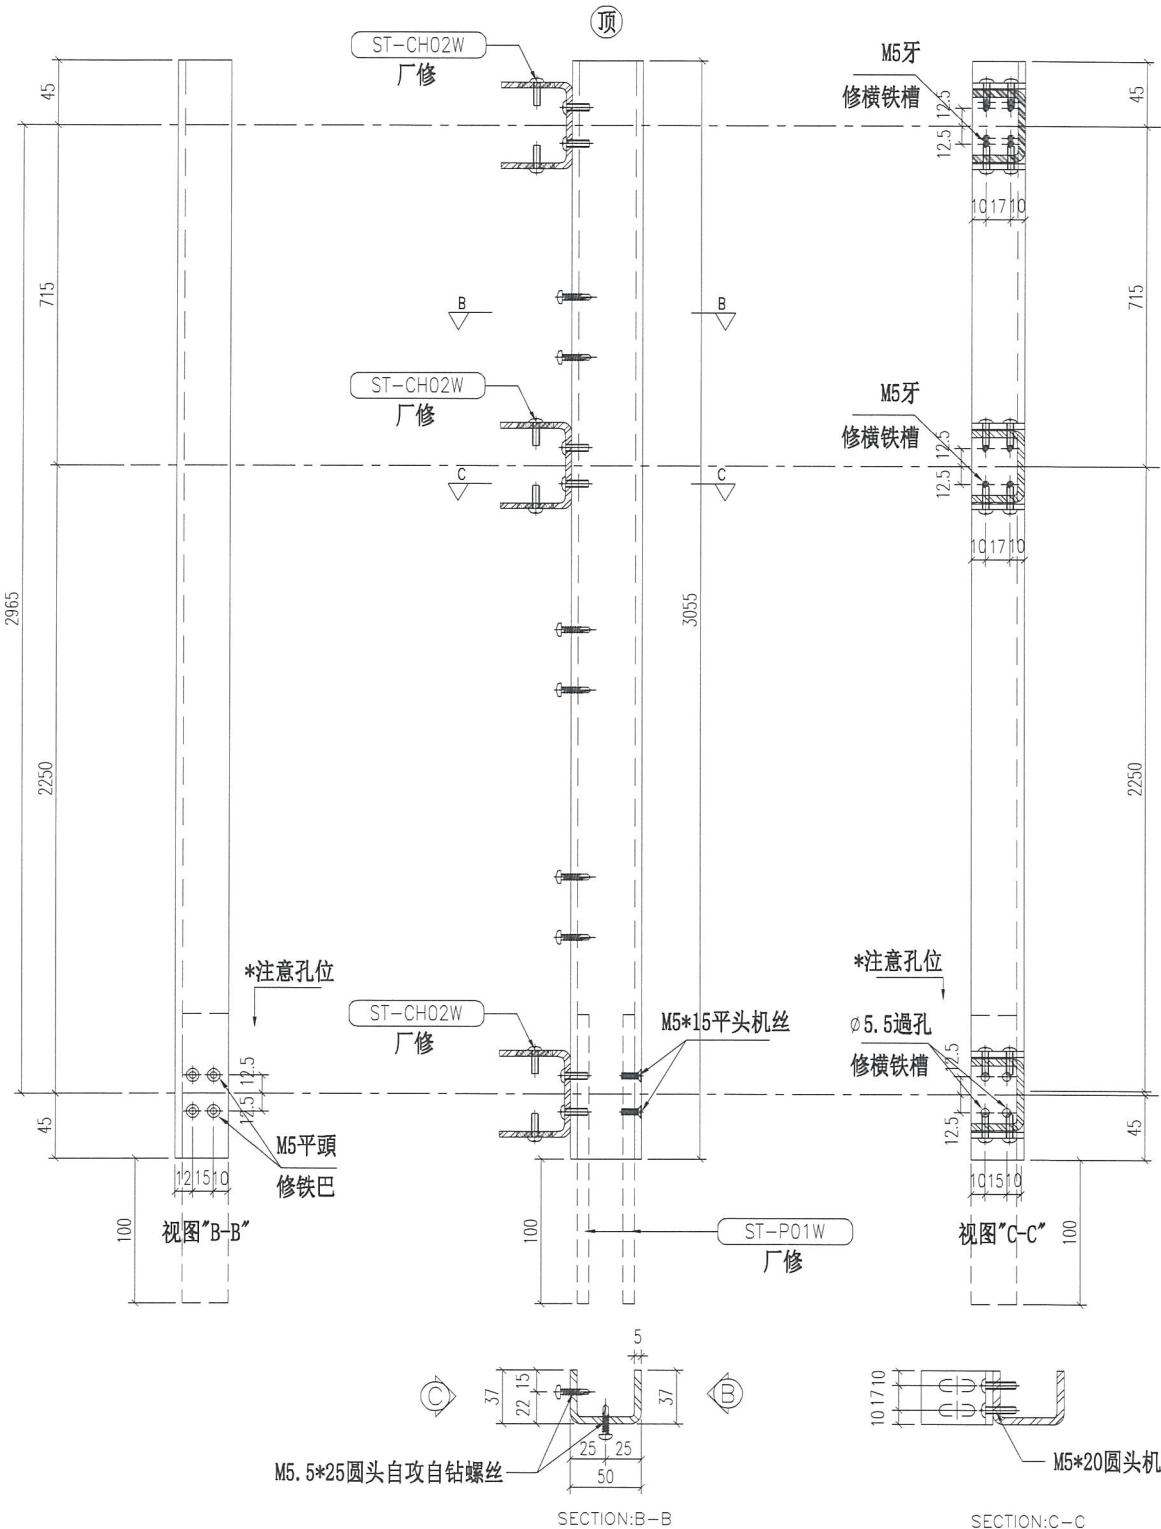 顶
ST-CH02W
厂修
M5牙
修横铁槽
45
45
12.5
12.5
10 17 10
715
715
B
B
ST-CH02W
厂修
M5牙
修横铁槽
12.5
12.5
C
C
10 17 10
2965
3055
2250
2250
*注意孔位
*注意孔位
ST-CH02W
厂修
M5*15平头机丝
Ø5.5過孔
修横铁槽
12.5
12.5
12.5
12.5
45
45
M5平頭
修铁巴
12 15 10
10 15 10
100
视图"B-B"
100
ST-P01W
厂修
视图"C-C"
100
5
C
37
22 15
37
B
10 17 10
25 25
50
M5.5*25圆头自攻自钻螺丝
M5*20圆头机
SECTION:B-B
SECTION:C-C